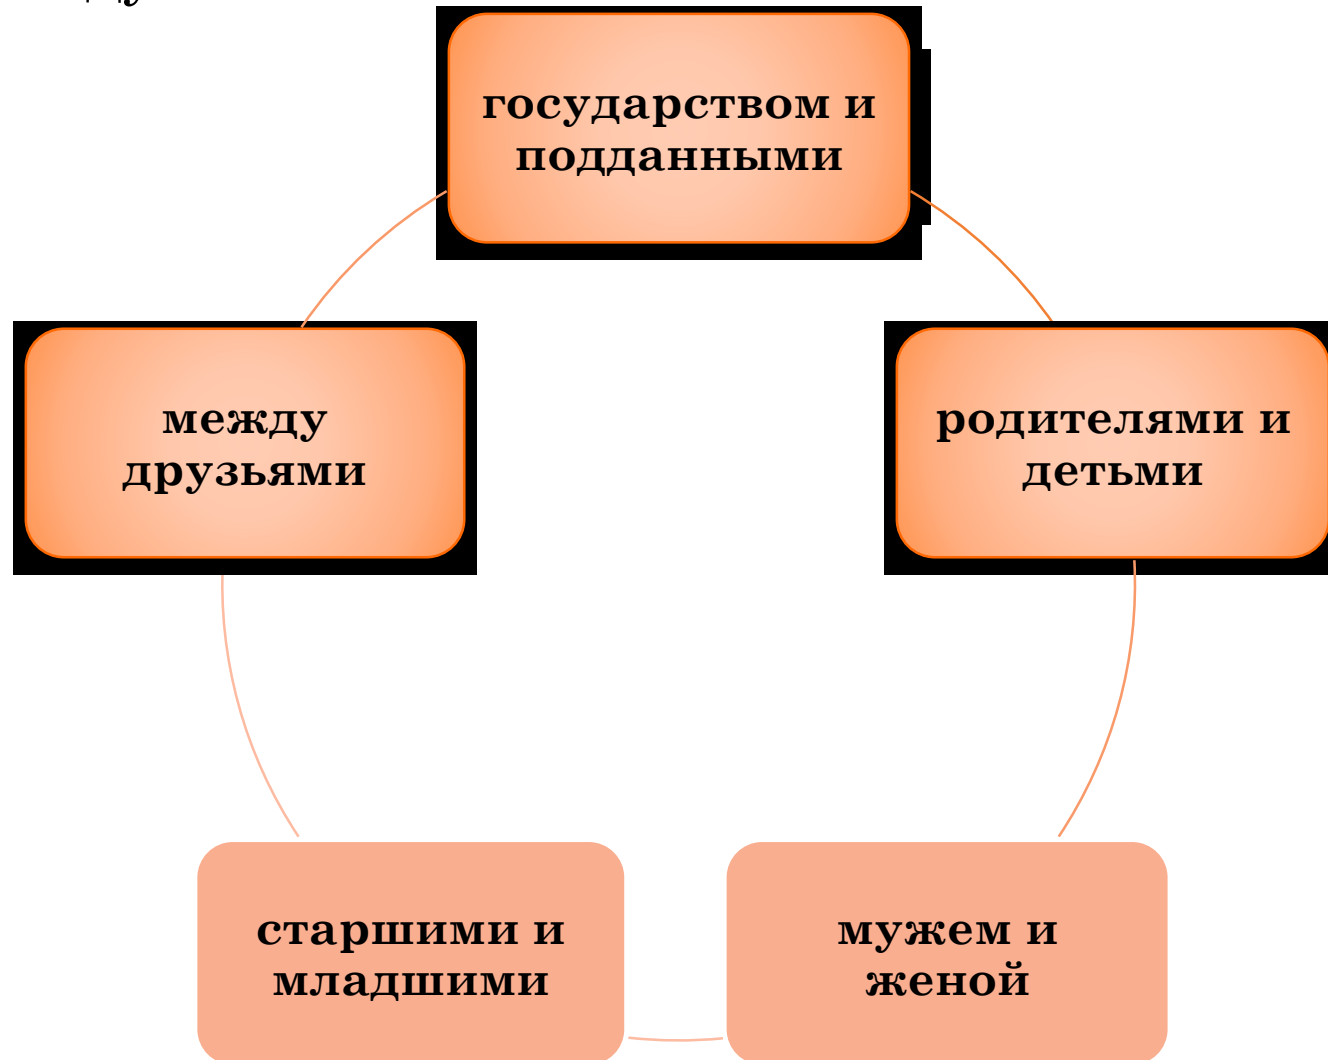 государством и
подданными
между
друзьями
родителями и
детьми
старшими и
младшими
мужем и
женой